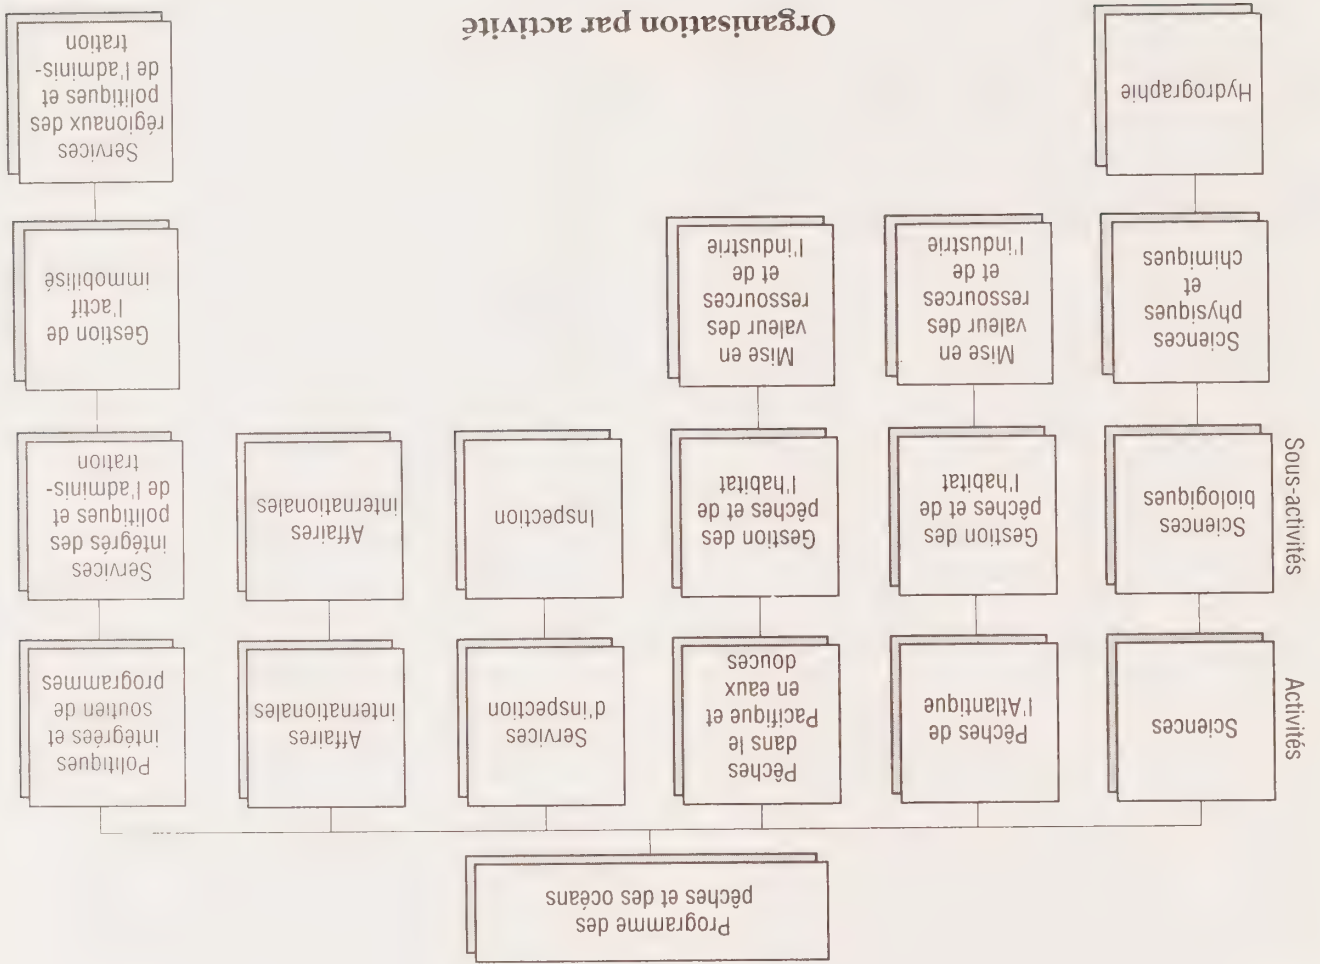 Programme des
pêches et des océans
Activités
Sciences
Pêches de
l'Atlantique
Pêches
dans le
Pacifique et
en eaux
douces
Services
d'inspection
Affaires
internationales
Politiques
intégrées et
soutien de
programmes
Sous-activités
Sciences
biologiques
Gestion des
pêches et de
l'habitat
Gestion des
pêches et de
l'habitat
Inspection
Affaires
internationales
Services
intégrés des
politiques et
de l'adminis-
tration
Sciences
physiques
et
chimiques
Mise en
valeur des
ressources
et de
l'industrie
Mise en
valeur des
ressources
et de
l'industrie
Gestion de
l'actif
immobilisé
Hydrographie
Services
régionaux des
politiques et
de l'adminis-
tration
Organisation par activité